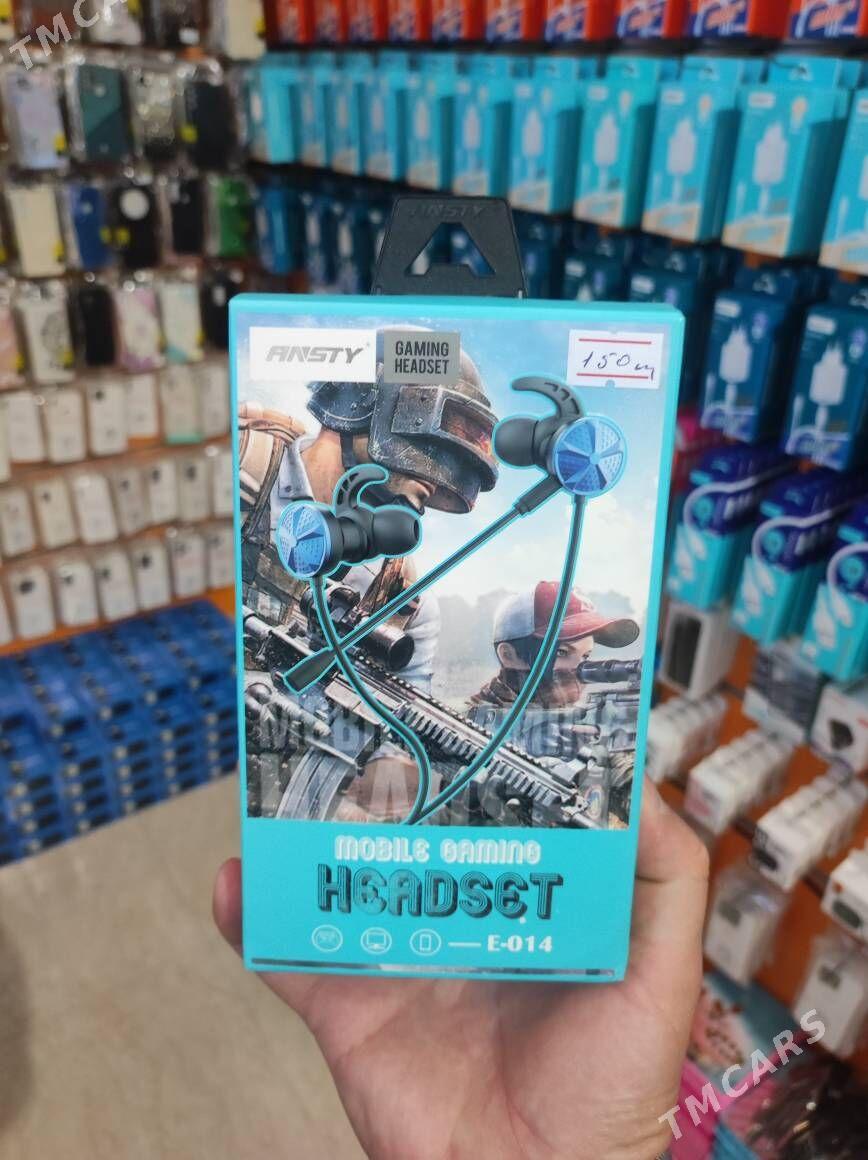 TMCARS
ANSTY
ANSTY
GAMING
HEADSET
150m
MOBILE GAMING
HEADSET
E-014
TMCARS